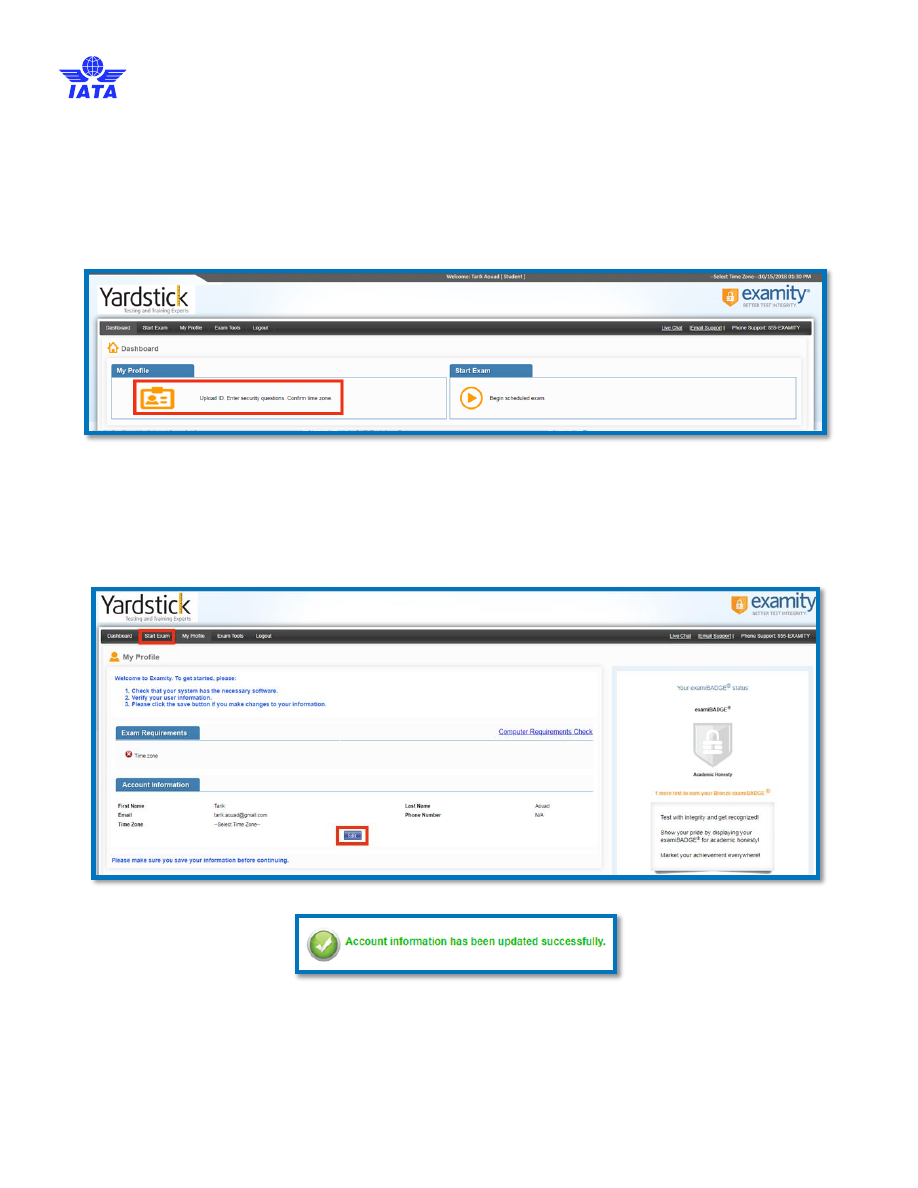 IATA
Welcome: Tarik Aouad | Student |
--Select Time Zone--10/15/2018 01:30 PM
Yardstick
Testing and Training Experts
examity®
BETTER TEST INTEGRITY
Dashboard Start Exam My Profile Exam Tools Logout
Live Chat |Email Support | Phone Support: 855-EXAMITY
Dashboard
My Profile
Upload ID. Enter security questions. Confirm time zone.
Start Exam
Begin scheduled exam.
Yardstick
Testing and Training Experts
examity
BETTER TEST INTEGRITY
Dashboard Start Exam My Profile Exam Tools Logout
Live Chat |Email Support | Phone Support: 855-EXAMITY
My Profile
Welcome to Examity. To get started, please:
1. Check that your system has the necessary software.
2. Verify your user information.
3. Please click the save button if you make changes to your information.
Exam Requirements
Computer Requirements Check
Time zone
Account Information
First Name Tarik Last Name Aouad
Email tarik.aouad@gmail.com Phone Number N/A
Time Zone --Select Time Zone--
Edit
Please make sure you save your information before continuing.
Your examiBADGE® status
examiBADGE®
Academic Honesty
1 more test to earn your Bronze examiBADGE ®
Test with integrity and get recognized!
Show your pride by displaying your
examiBADGE® for academic honesty!
Market your achievement everywhere!
Account information has been updated successfully.